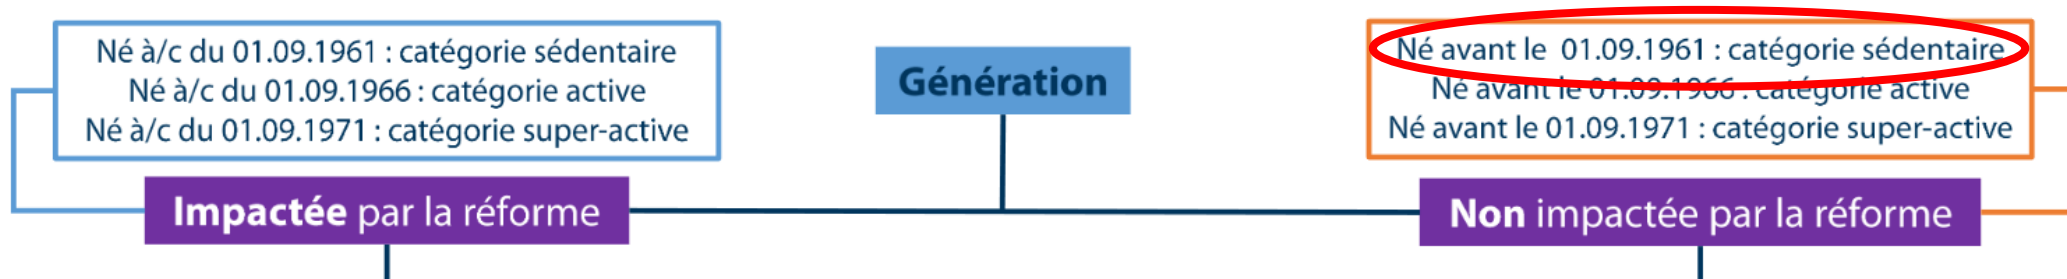 Né à/c du 01.09.1961 : catégorie sédentaire
Né à/c du 01.09.1966 : catégorie active
Né à/c du 01.09.1971 : catégorie super-active
Génération
Né avant le 01.09.1961 : catégorie sédentaire
Né avant le 01.09.1966 : catégorie active
Né avant le 01.09.1971 : catégorie super-active
Impactée par la réforme
Non impactée par la réforme